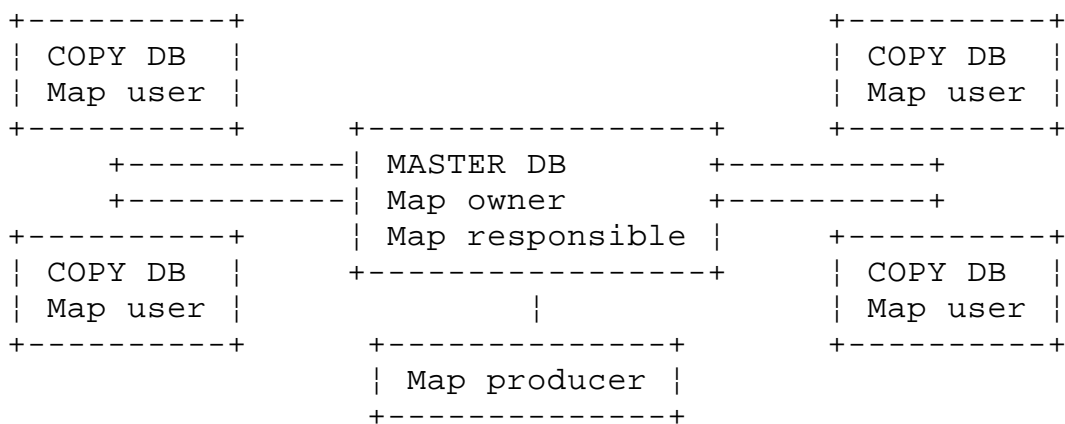 COPY DB
Map user
COPY DB
Map user
MASTER DB
Map owner
Map responsible
COPY DB
Map user
COPY DB
Map user
Map producer